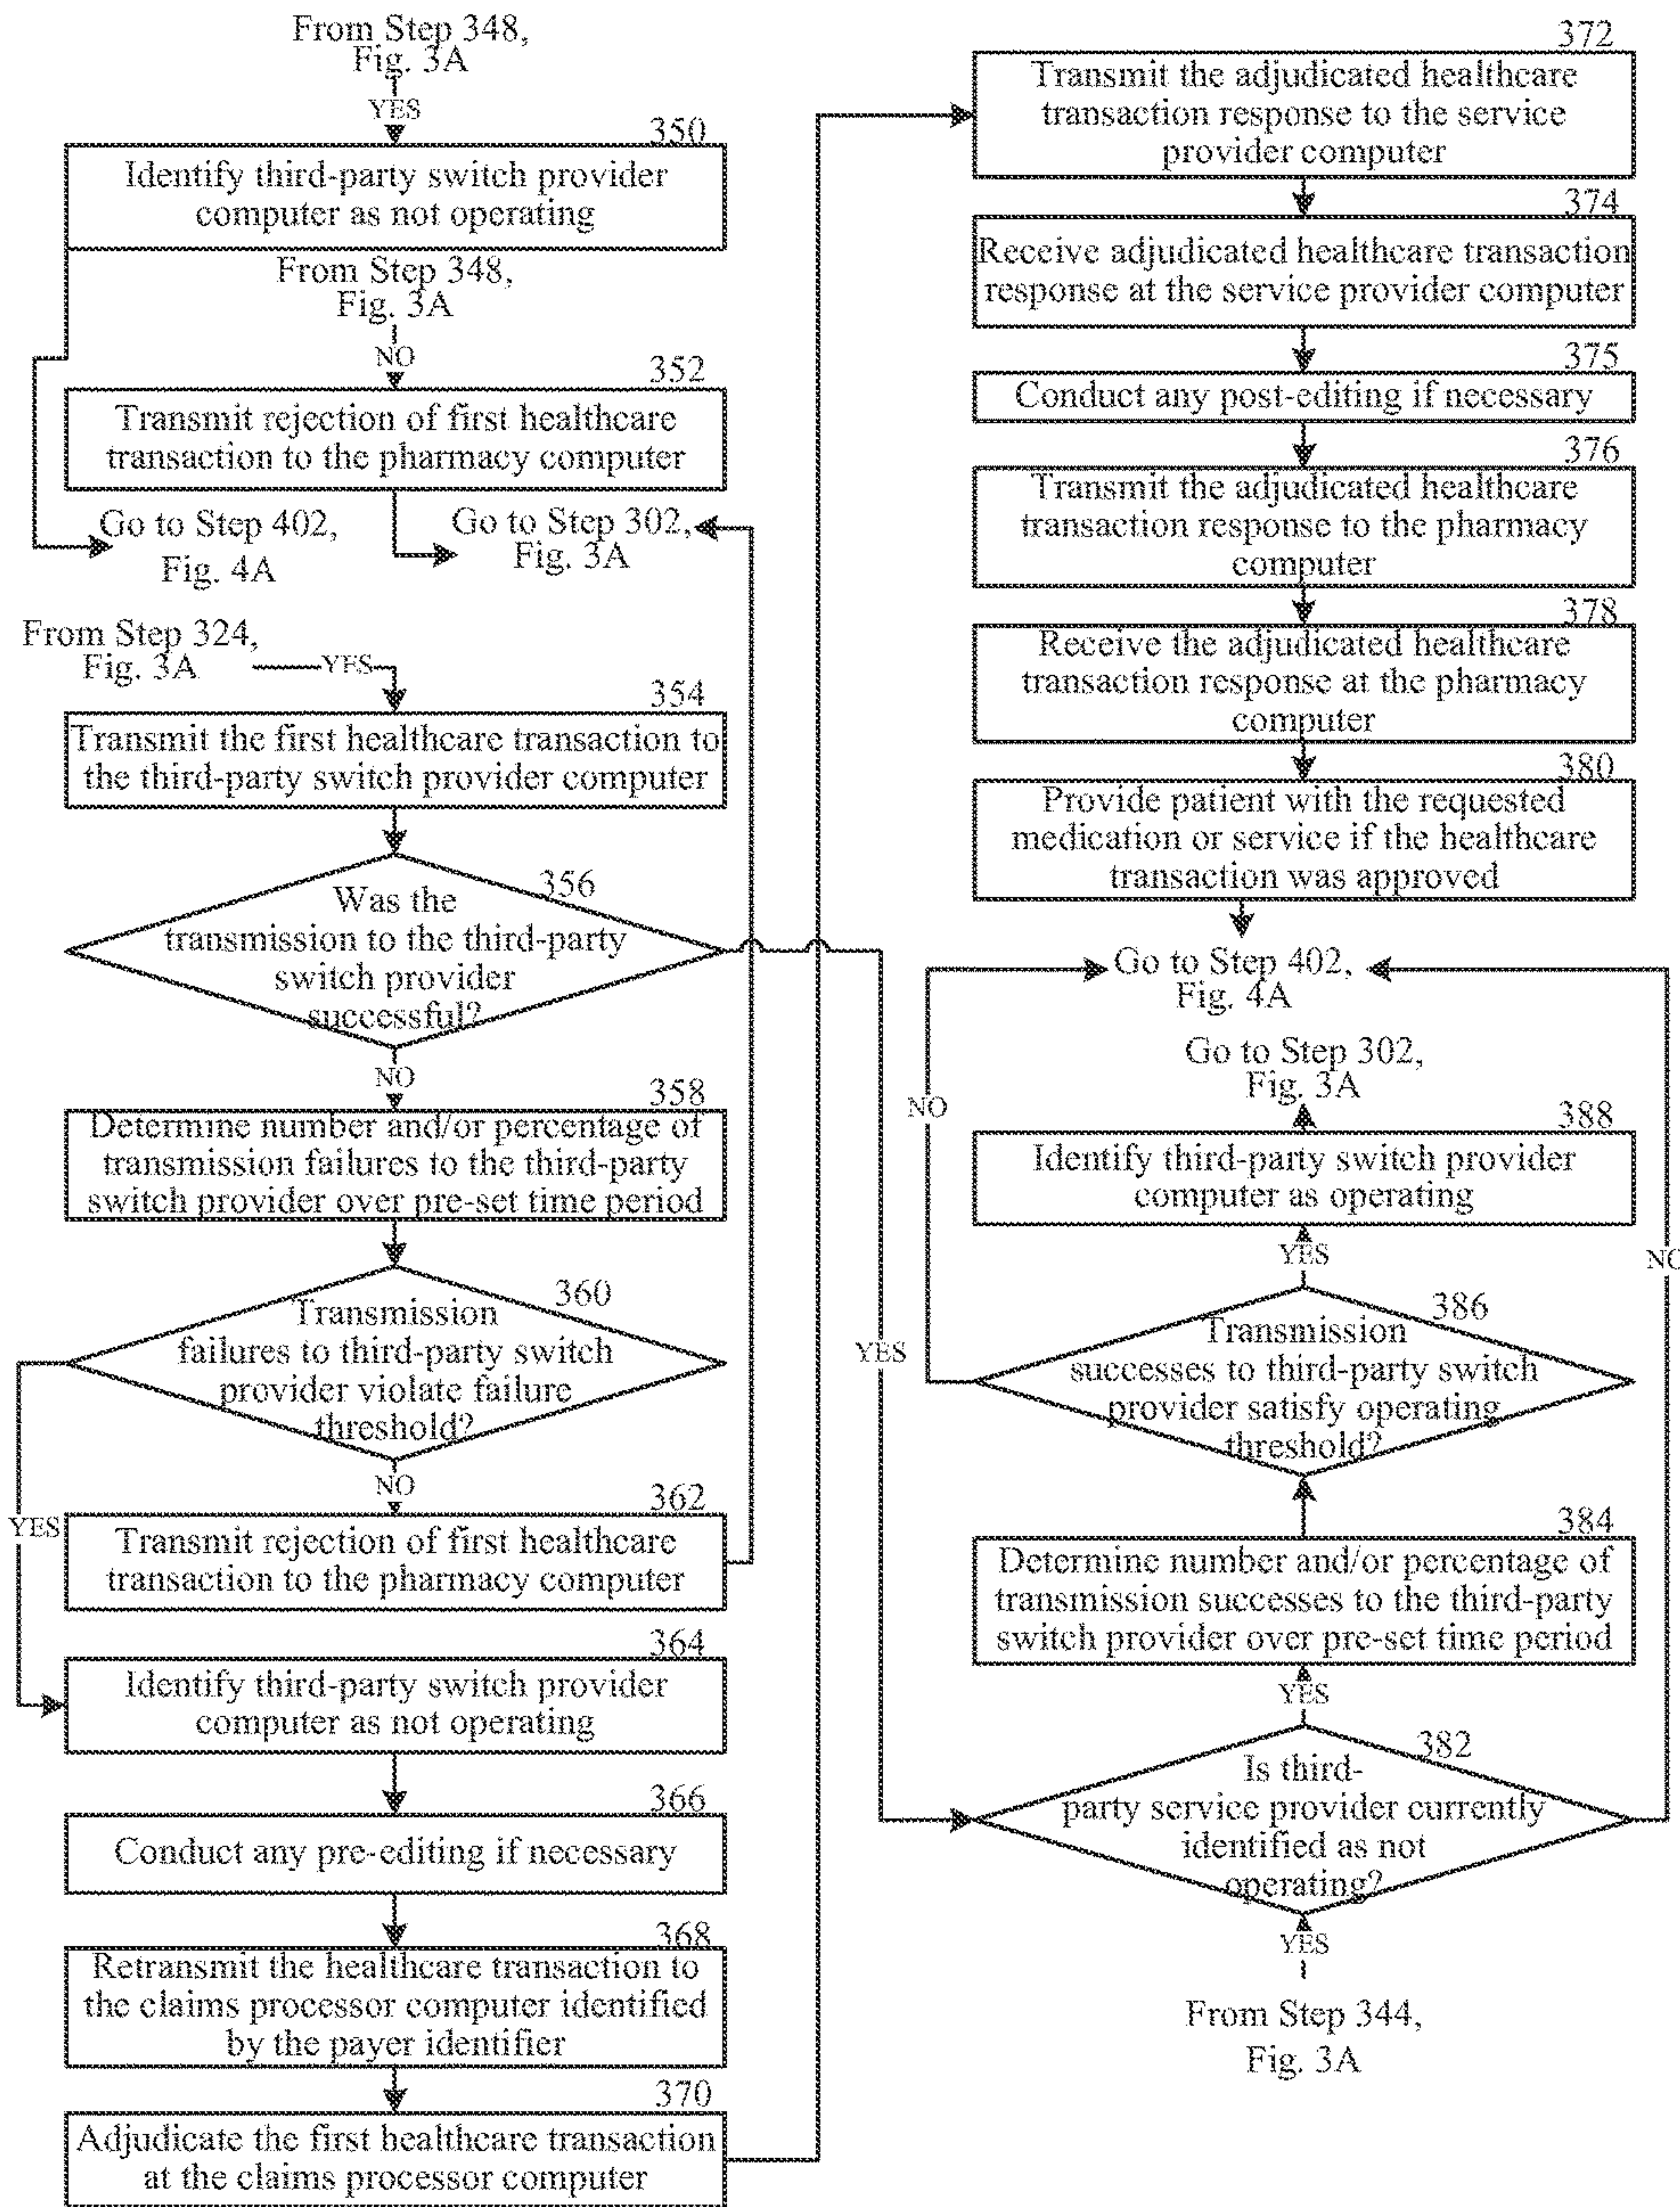 From Step 348,
Fig. 3A
YES
350
Identify third-party switch provider
computer as not operating
From Step 348,
Fig. 3A
NO
352
Transmit rejection of first healthcare
transaction to the pharmacy computer
Go to Step 402,
Fig. 4A
Go to Step 302,
Fig. 3A
From Step 324,
Fig. 3A
YES
354
Transmit the first healthcare transaction to
the third-party switch provider computer
356
Was the
transmission to the third-party
switch provider
successful?
NO
358
Determine number and/or percentage of
transmission failures to the third-party
switch provider over pre-set time period
360
Transmission
failures to third-party switch
provider violate failure
threshold?
NO
YES
362
Transmit rejection of first healthcare
transaction to the pharmacy computer
364
Identify third-party switch provider
computer as not operating
366
Conduct any pre-editing if necessary
368
Retransmit the healthcare transaction to
the claims processor computer identified
by the payer identifier
370
Adjudicate the first healthcare transaction
at the claims processor computer
372
Transmit the adjudicated healthcare
transaction response to the service
provider computer
374
Receive adjudicated healthcare transaction
response at the service provider computer
375
Conduct any post-editing if necessary
376
Transmit the adjudicated healthcare
transaction response to the pharmacy
computer
378
Receive the adjudicated healthcare
transaction response at the pharmacy
computer
380
Provide patient with the requested
medication or service if the healthcare
transaction was approved
Go to Step 402,
Fig. 4A
Go to Step 302,
Fig. 3A
NO
388
Identify third-party switch provider
computer as operating
YES
NO
386
Transmission
successes to third-party switch
provider satisfy operating
threshold?
YES
384
Determine number and/or percentage of
transmission successes to the third-party
switch provider over pre-set time period
YES
382
Is third-
party service provider currently
identified as not
operating?
YES
From Step 344,
Fig. 3A